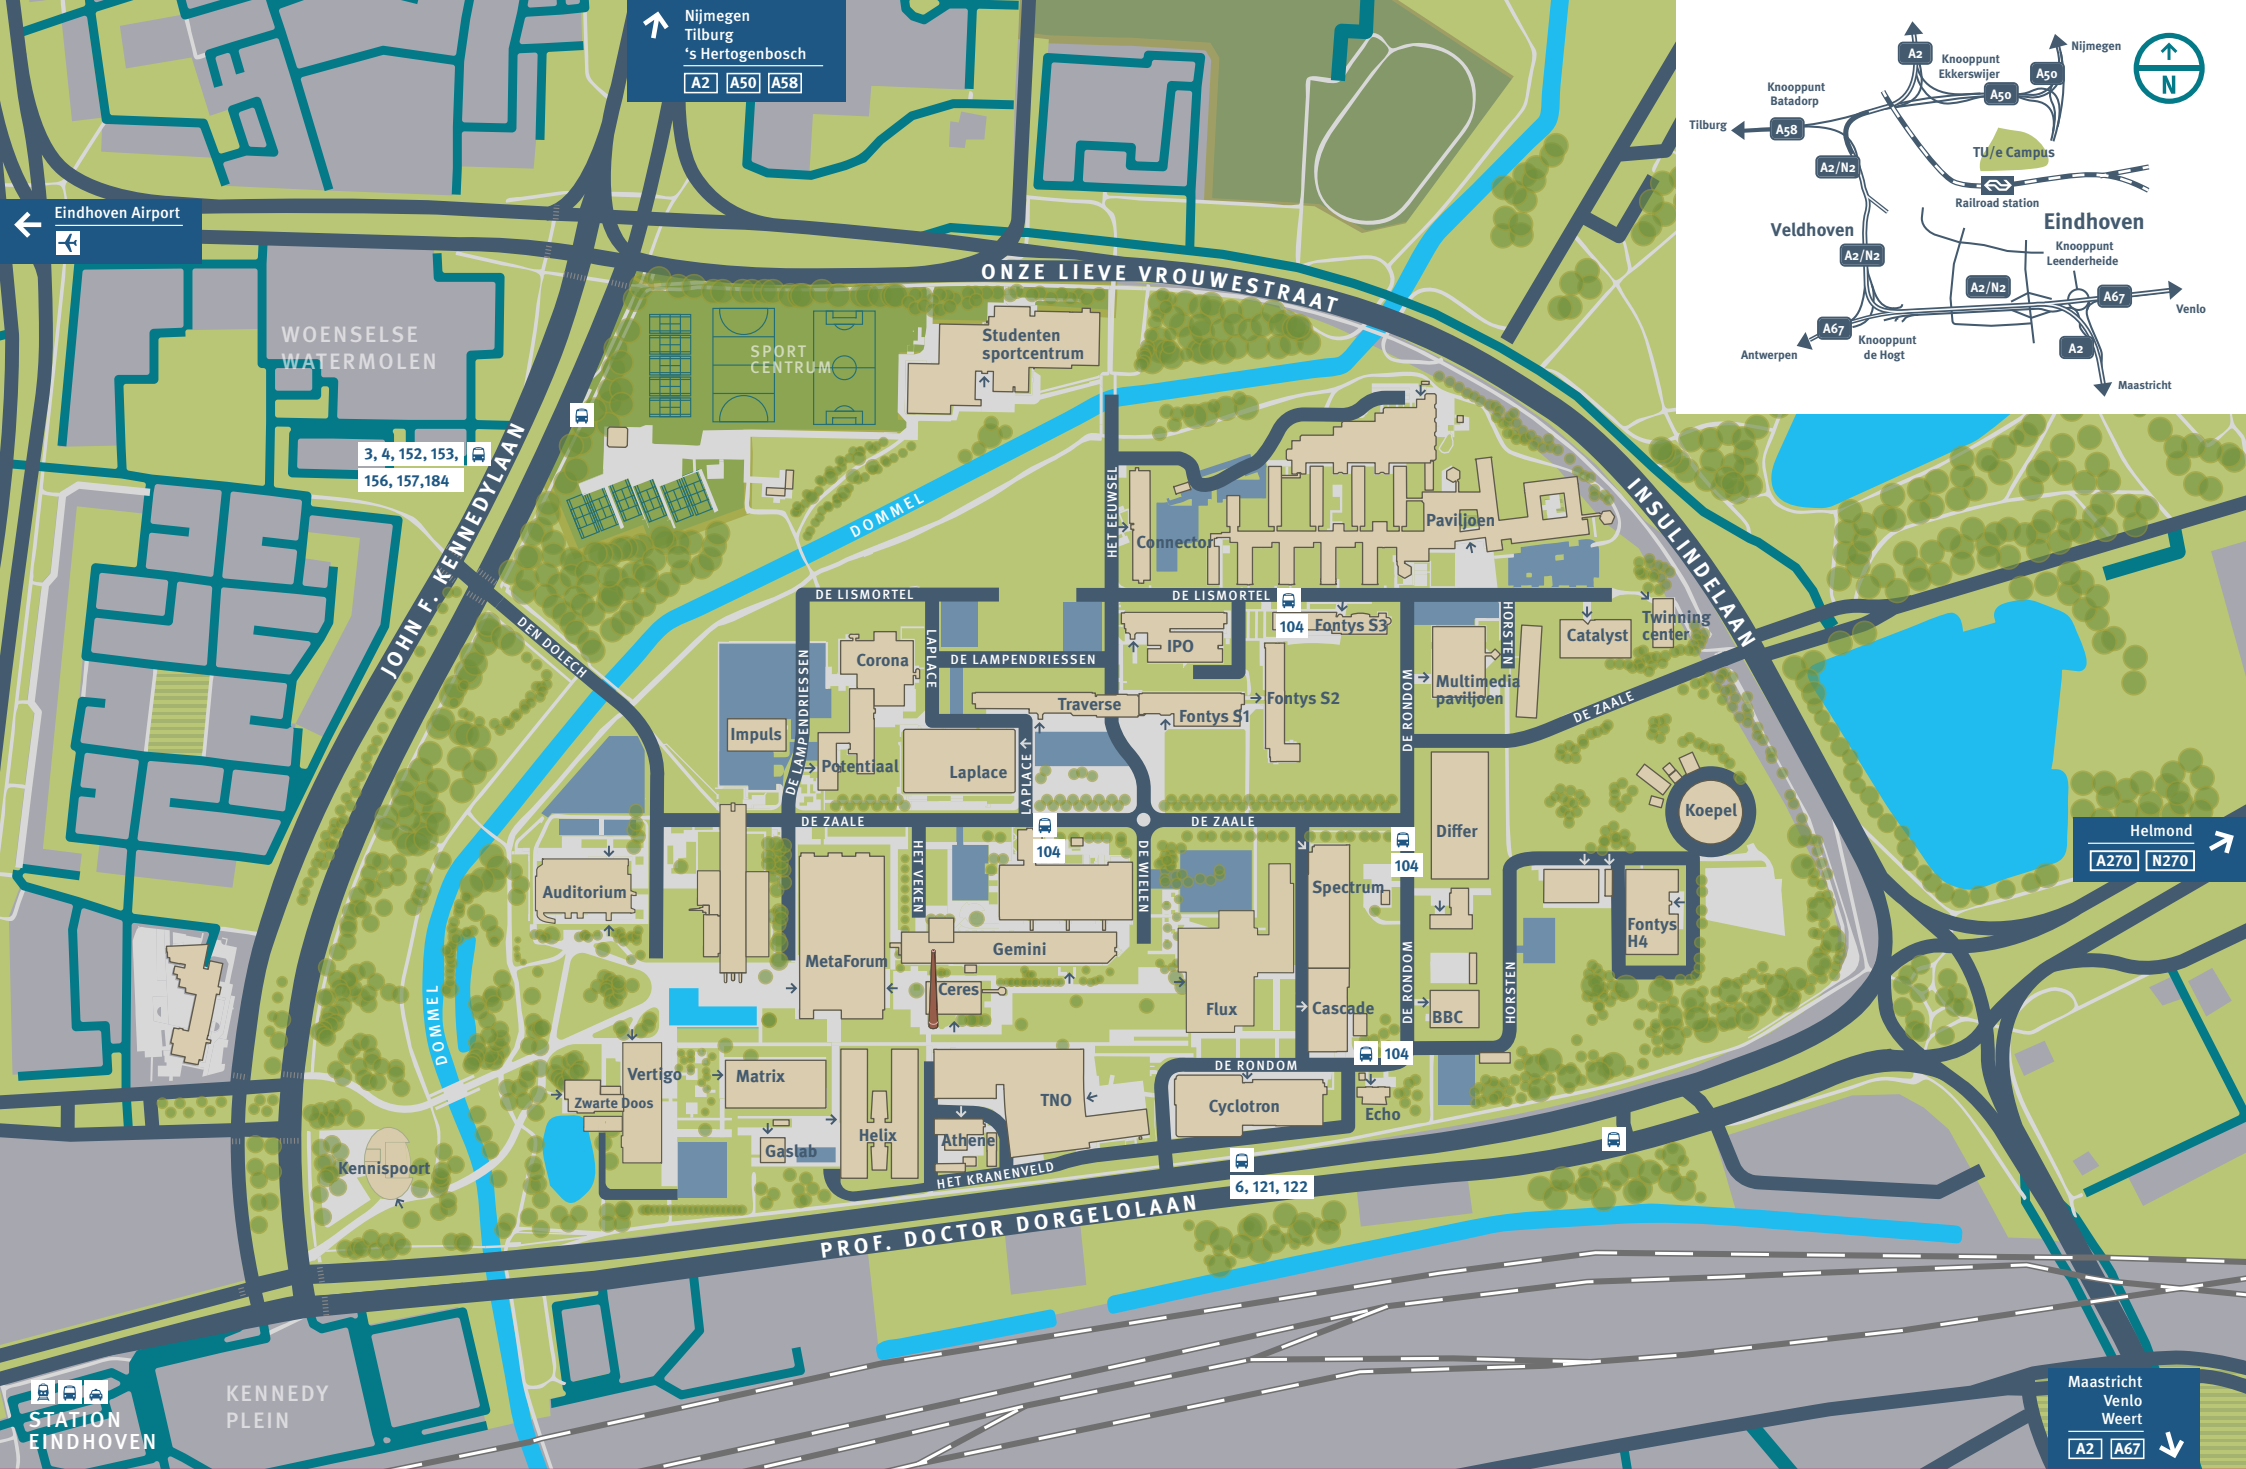 Nijmegen
Tilburg
‘s Hertogenbosch
A2 A50 A58
Eindhoven Airport
A2
Knooppunt
Ekkerswijer
Nijmegen
A50
A50
Knooppunt
Batadorp
Tilburg
A58
A2/N2
TU/e Campus
Railroad station
N
Veldhoven
Eindhoven
A2/N2
Knooppunt
Leenderheide
A2/N2
A67
Venlo
A67
Knooppunt
de Hogt
Antwerpen
A2
Maastricht
ONZE LIEVE VROUWESTRAAT
WOENSELSE
WATERMOLEN
SPORT
CENTRUM
Studenten
sportcentrum
3, 4, 152, 153,
156, 157,184
JOHN F. KENNEDYLAAN
INSULINDELAAN
DOMMEL
HET EEUWSEL
Connector
Paviljoen
DE LISMORTEL
DE LISMORTEL
104
Fontys S3
HORSTEN
Catalyst
Twinning
center
DEN DOLECH
LAPLACE
Corona
DE LAMPENDRIESSEN
IPO
DE LAMPENDRIESSEN
DE RONDOM
Multimedia
paviljoen
Traverse
Fontys S1
Fontys S2
DE ZAALE
Impuls
Potentiaal
Laplace
LAPLACE
DE ZAALE
DE ZAALE
104
104
Differ
Koepel
Helmond
A270 N270
Auditorium
HET VEKEN
DE WIELEN
Spectrum
MetaForum
Gemini
Fontys
H4
DE RONDOM
HORSTEN
Ceres
Flux
Cascade
BBC
DOMMEL
104
DE RONDOM
Vertigo
Matrix
Zwarte Doos
TNO
Cyclotron
Echo
Helix
Athene
Gaslab
Kennispoort
HET KRANENVELD
6, 121, 122
PROF. DOCTOR DORGELOLAAN
KENNEDY
PLEIN
STATION
EINDHOVEN
Maastricht
Venlo
Weert
A2 A67